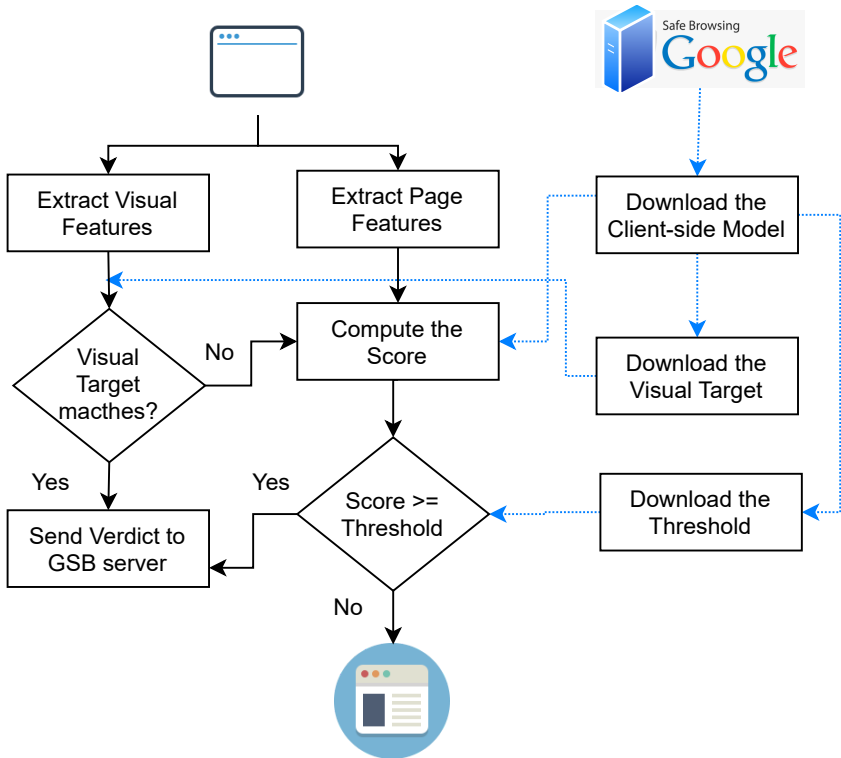 Safe Browsing
Google
Extract Visual
Features
Extract Page
Features
Download the
Client-side Model
Visual
Target
macthes?
No
Compute the
Score
Download the
Visual Target
Yes
Send Verdict to
GSB server
Yes
Score >=
Threshold
Download the
Threshold
No